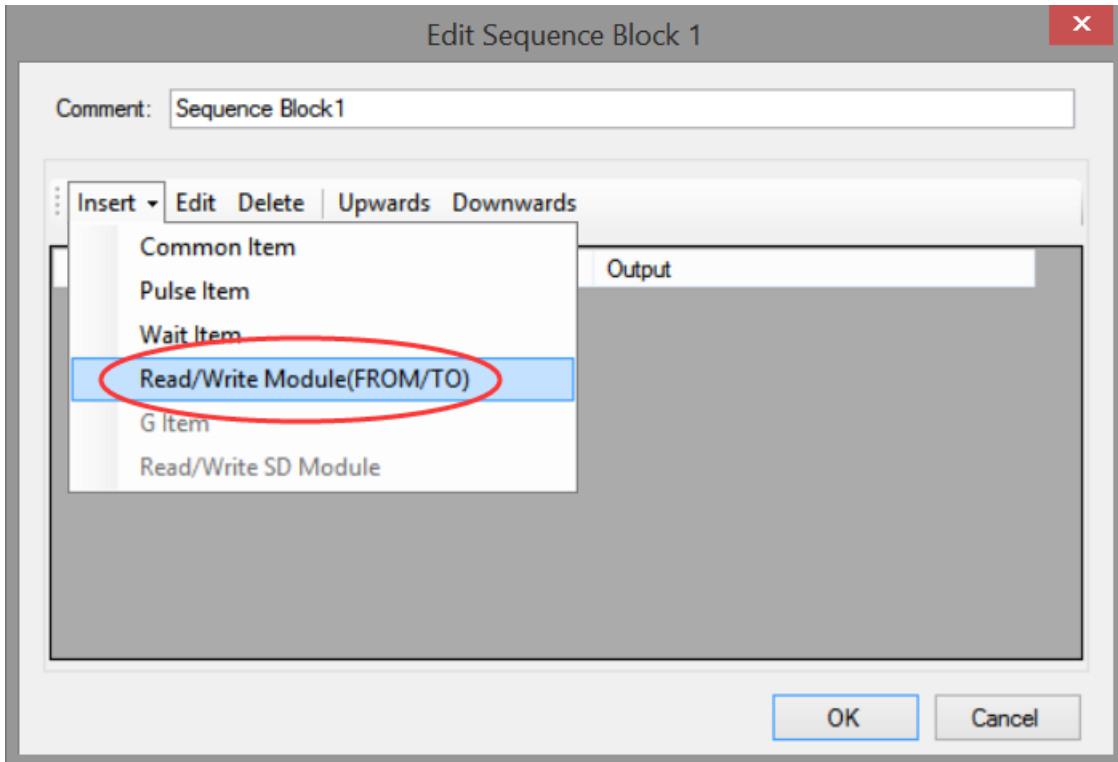 Edit Sequence Block 1
x
Comment: Sequence Block1
Insert Edit Delete Upwards Downwards
Common Item
Output
Pulse Item
Wait Item
Read/Write Module(FROM/TO)
G Item
Read/Write SD Module
OK Cancel